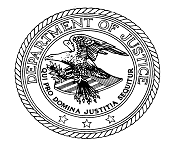 DEPARTMENT OF JUSTICE
QUI PRO DOMINA JUSTITIA SEQUITUR